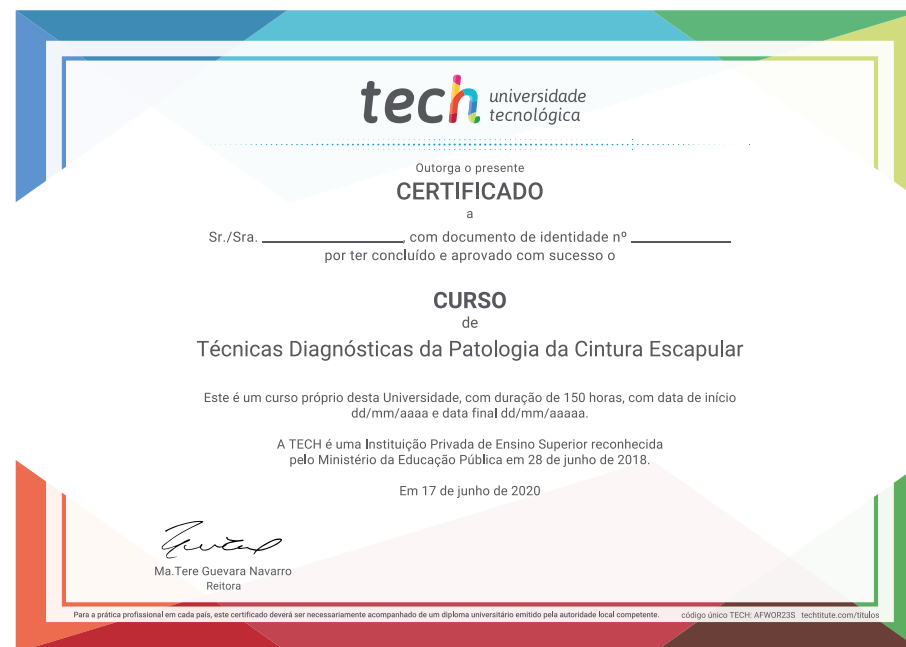 tech universidade
tecnológica
Outorga o presente
CERTIFICADO
a
Sr./Sra. ____________________, com documento de identidade nº ______________
por ter concluído e aprovado com sucesso o
CURSO
de
Técnicas Diagnósticas da Patologia da Cintura Escapular
Este é um curso próprio desta Universidade, com duração de 150 horas, com data de início
dd/mm/aaaa e data final dd/mm/aaaaa.
A TECH é uma Instituição Privada de Ensino Superior reconhecida
pelo Ministério da Educação Pública em 28 de junho de 2018.
Em 17 de junho de 2020
Ma.Tere Guevara Navarro
Reitora
Para a prática profissional em cada país, este certificado deverá ser necessariamente acompanhado de um diploma universitário emitido pela autoridade local competente. código único TECH: AFWOR23S techtitute.com/titulos